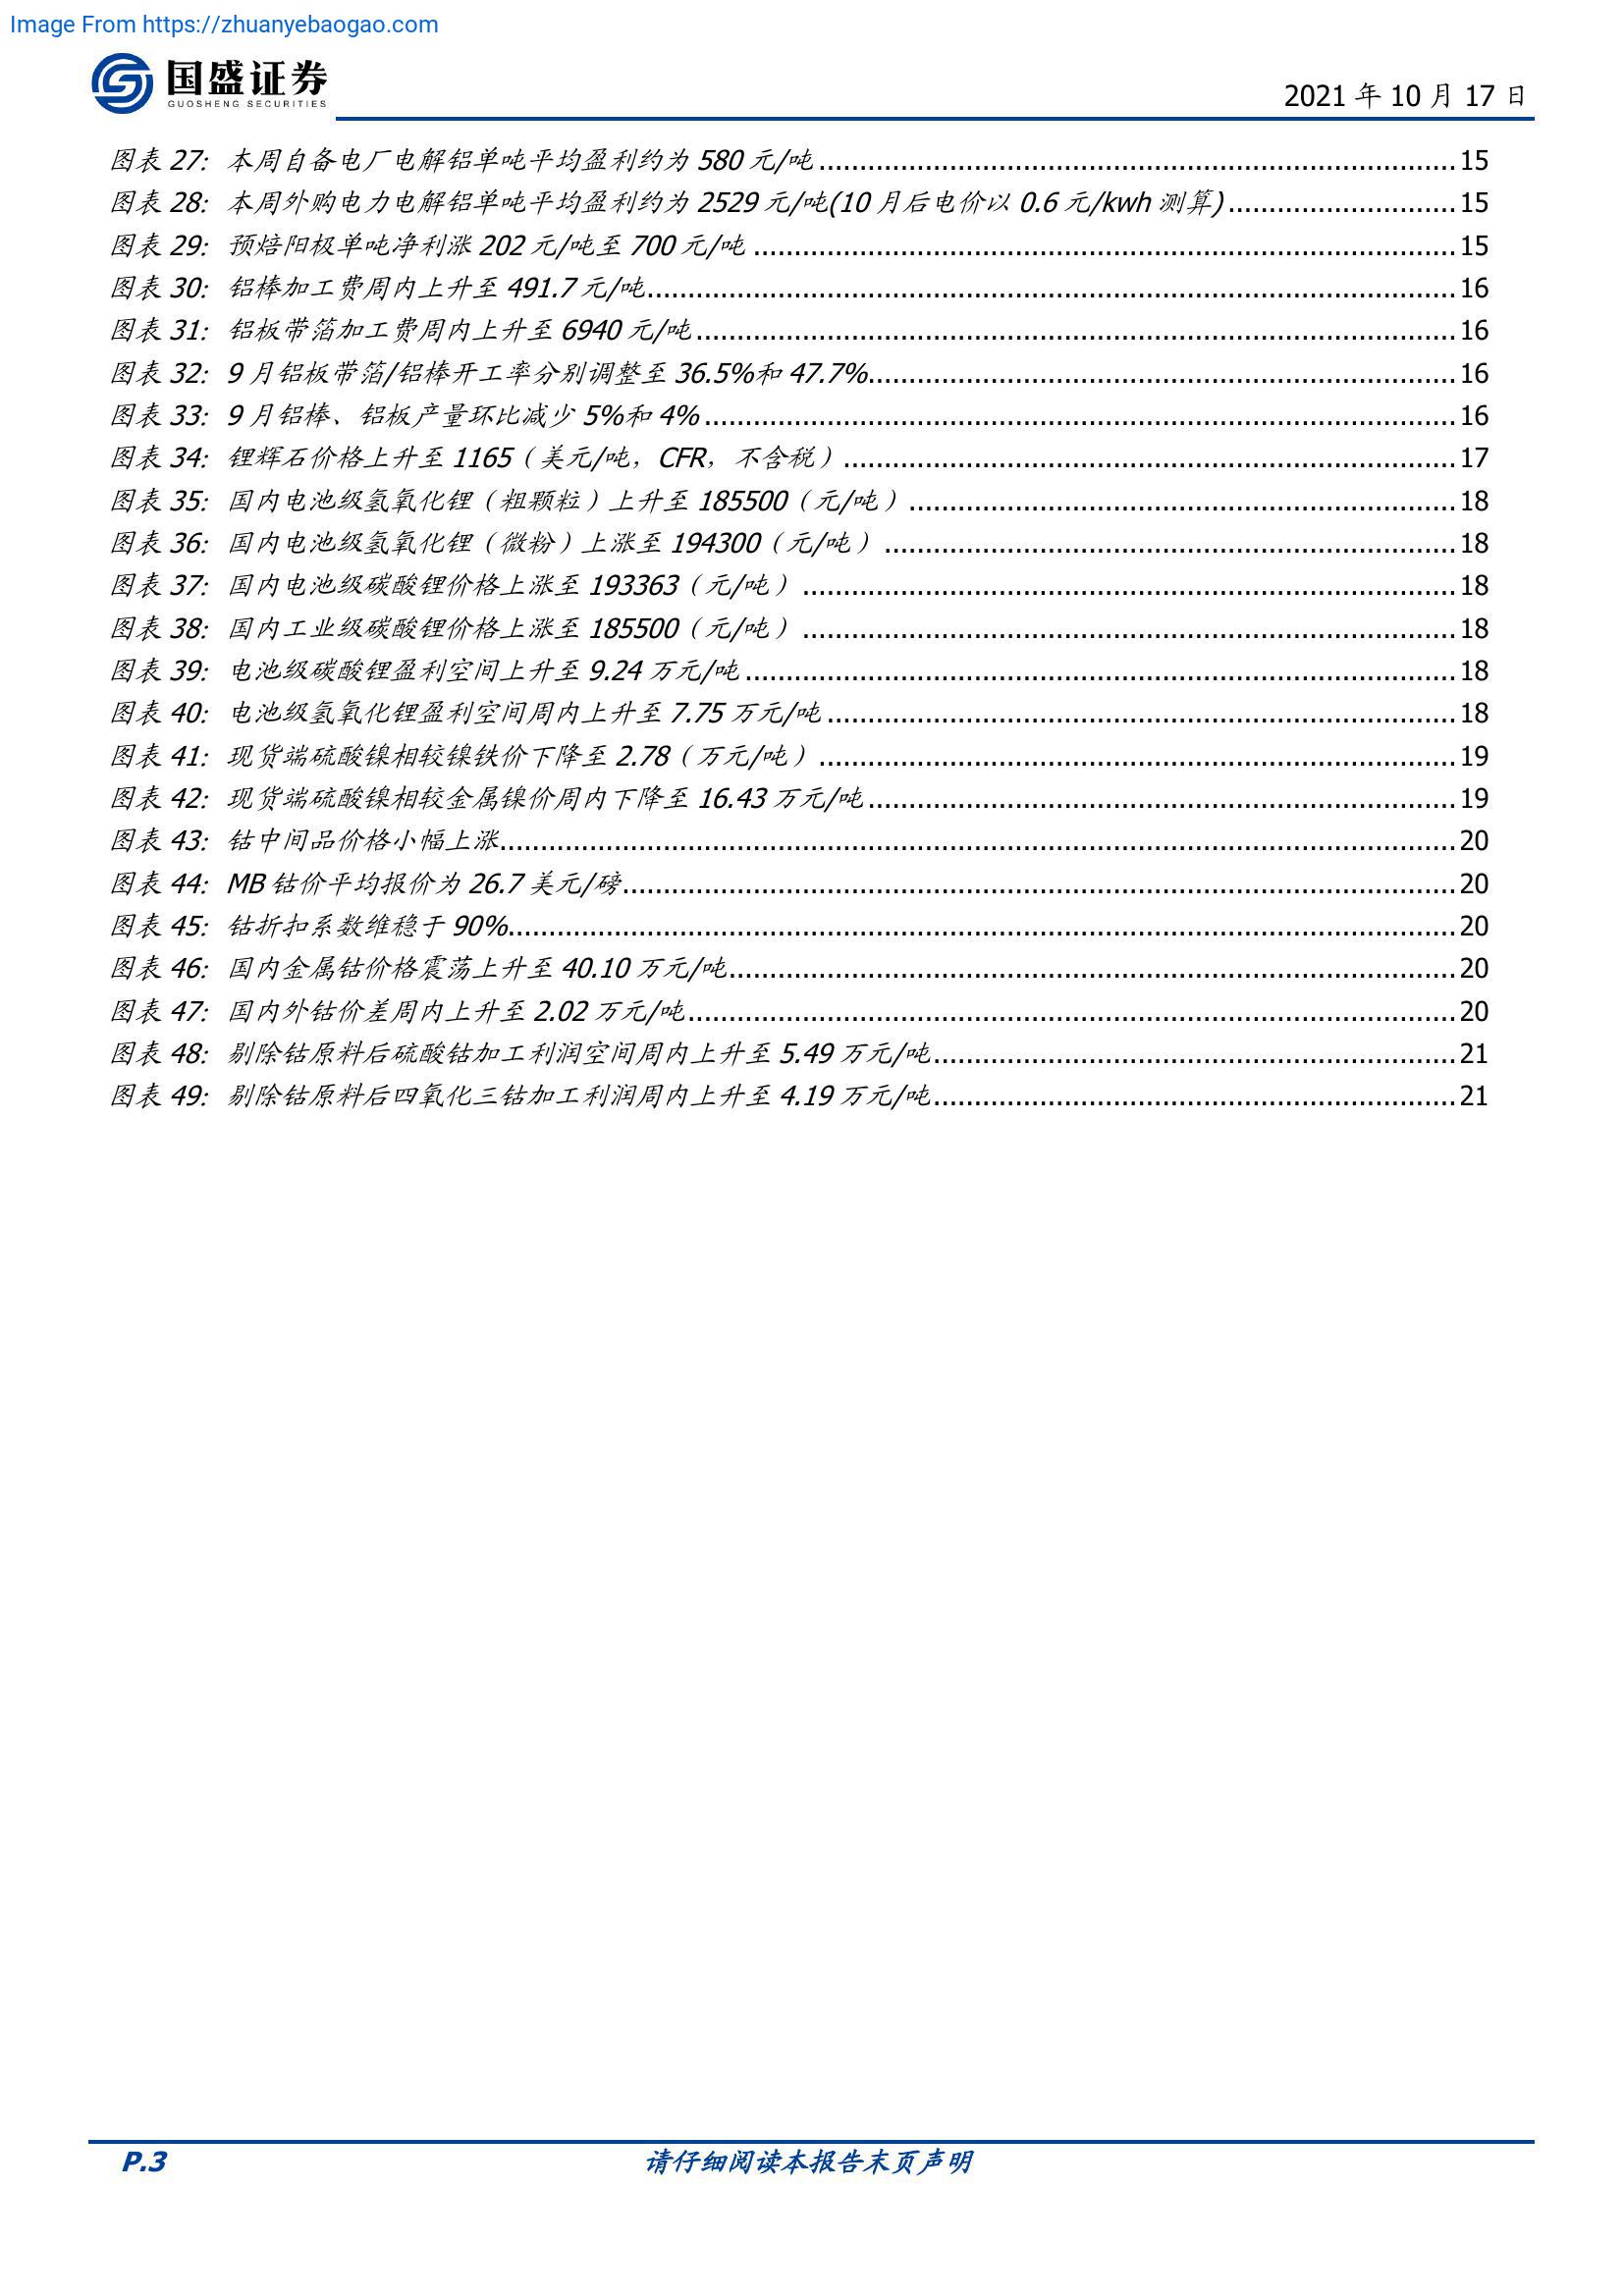 Image From https://zhuanyebaogao.com
国盛证券
GUOSHENG SECURITIES
2021 年 10 月 17 日
图表 27: 本周自备电厂电解铝单吨平均盈利约为 580 元/吨........15
图表 28: 本周外购电力电解铝单吨平均盈利约为 2529 元/吨(10 月后电价以 0.6 元/kwh 测算)........15
图表 29: 预焙阳极单吨净利涨 202 元/吨至 700 元/吨........15
图表 30: 铝棒加工费周内上升至 491.7 元/吨........16
图表 31: 铝板带箔加工费周内上升至 6940 元/吨........16
图表 32: 9 月铝板带箔/铝棒开工率分别调整至 36.5%和 47.7%........16
图表 33: 9 月铝棒、铝板产量环比减少 5%和 4%........16
图表 34: 锂辉石价格上升至 1165（美元/吨，CFR，不含税）........17
图表 35: 国内电池级氢氧化锂（粗颗粒）上升至 185500（元/吨）........18
图表 36: 国内电池级氢氧化锂（微粉）上涨至 194300（元/吨）........18
图表 37: 国内电池级碳酸锂价格上涨至 193363（元/吨）........18
图表 38: 国内工业级碳酸锂价格上涨至 185500（元/吨）........18
图表 39: 电池级碳酸锂盈利空间上升至 9.24 万元/吨........18
图表 40: 电池级氢氧化锂盈利空间周内上升至 7.75 万元/吨........18
图表 41: 现货端硫酸镍相较镍铁价下降至 2.78（万元/吨）........19
图表 42: 现货端硫酸镍相较金属镍价周内下降至 16.43 万元/吨........19
图表 43: 钴中间品价格小幅上涨........20
图表 44: MB 钴价平均报价为 26.7 美元/磅........20
图表 45: 钴折扣系数维稳于 90%........20
图表 46: 国内金属钴价格震荡上升至 40.10 万元/吨........20
图表 47: 国内外钴价差周内上升至 2.02 万元/吨........20
图表 48: 剔除钴原料后硫酸钴加工利润空间周内上升至 5.49 万元/吨........21
图表 49: 剔除钴原料后四氧化三钴加工利润周内上升至 4.19 万元/吨........21
P.3
请仔细阅读本报告末页声明